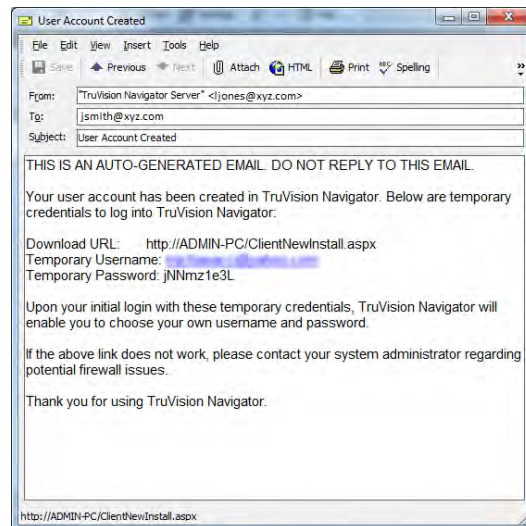 User Account Created
File Edit View Insert Tools Help
Save Previous Next Attach HTML Print ABC Spelling »
From: "TruVision Navigator Server" <ljones@xyz.com>
To: jsmith@xyz.com
Subject: User Account Created
THIS IS AN AUTO-GENERATED EMAIL. DO NOT REPLY TO THIS EMAIL.
Your user account has been created in TruVision Navigator. Below are temporary
credentials to log into TruVision Navigator:
Download URL: http://ADMIN-PC/ClientNewInstall.aspx
Temporary Username:
Temporary Password: jNNmz1e3L
Upon your initial login with these temporary credentials, TruVision Navigator will
enable you to choose your own username and password.
If the above link does not work, please contact your system administrator regarding
potential firewall issues.
Thank you for using TruVision Navigator.
http://ADMIN-PC/ClientNewInstall.aspx